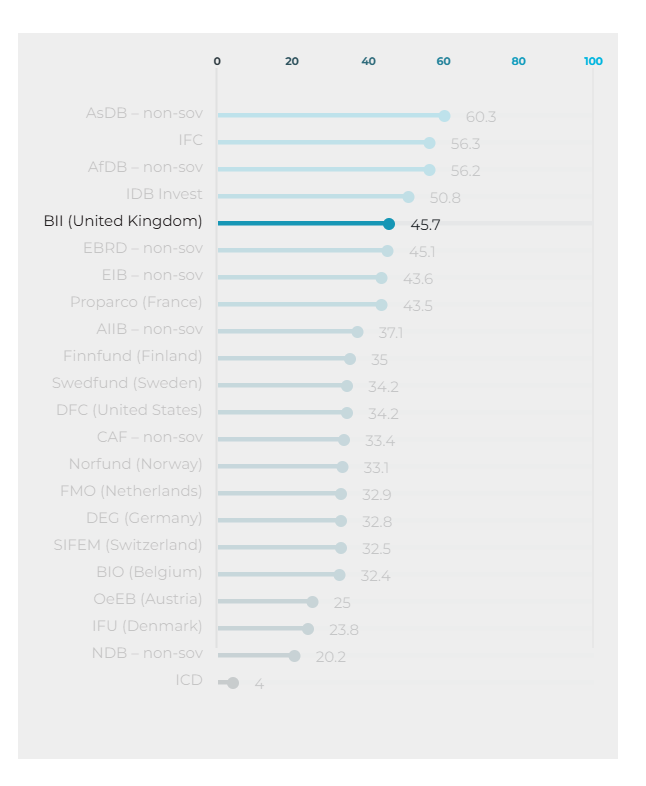 0 20 40 60 80 100
AsDB – non-sov 60.3
IFC 56.3
AfDB – non-sov 56.2
IDB Invest 50.8
BII (United Kingdom) 45.7
EBRD – non-sov 45.1
EIB – non-sov 43.6
Proparco (France) 43.5
AIIB – non-sov 37.1
Finnfund (Finland) 35
Swedfund (Sweden) 34.2
DFC (United States) 34.2
CAF – non-sov 33.4
Norfund (Norway) 33.1
FMO (Netherlands) 32.9
DEG (Germany) 32.8
SIFEM (Switzerland) 32.5
BIO (Belgium) 32.4
OeEB (Austria) 25
IFU (Denmark) 23.8
NDB – non-sov 20.2
ICD 4